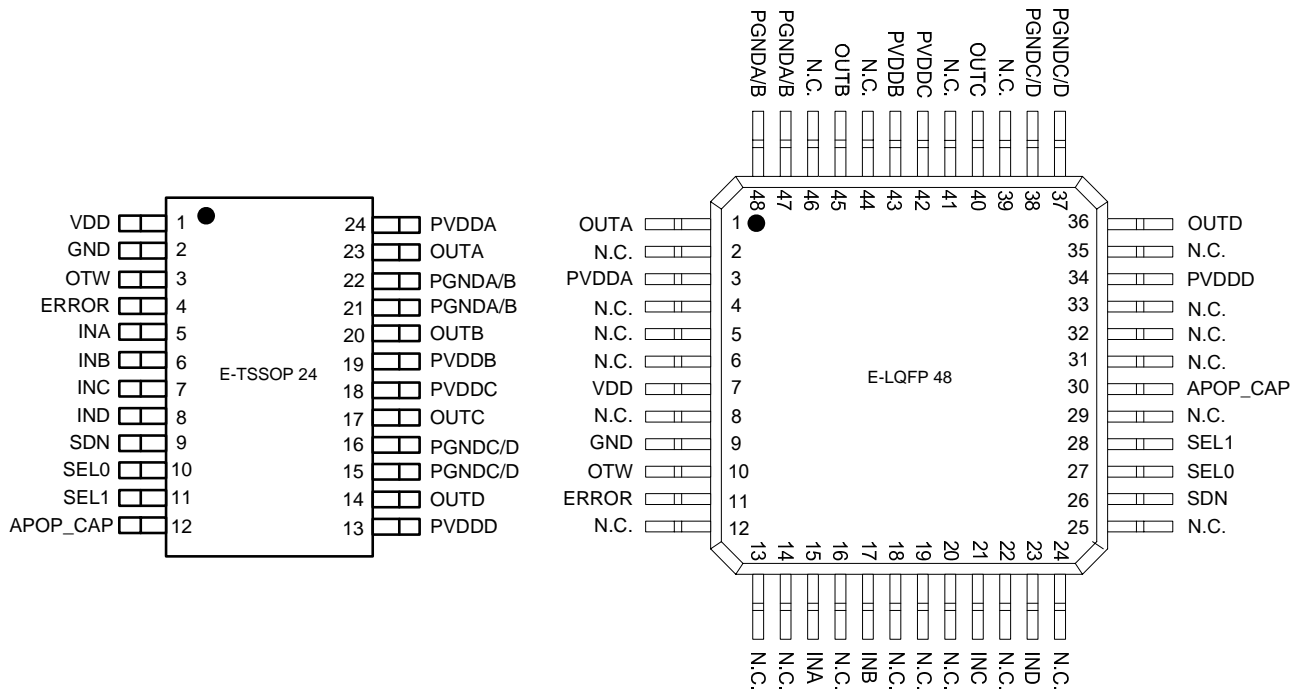 E-TSSOP 24
VDD 1
GND 2
OTW 3
ERROR 4
INA 5
INB 6
INC 7
IND 8
SDN 9
SEL0 10
SEL1 11
APOP_CAP 12
24 PVDDA
23 OUTA
22 PGNDA/B
21 PGNDA/B
20 OUTB
19 PVDDB
18 PVDDC
17 OUTC
16 PGNDC/D
15 PGNDC/D
14 OUTD
13 PVDDD
E-LQFP 48
PGNDA/B 48
PGNDA/B 47
N.C. 46
OUTB 45
N.C. 44
PVDDB 43
PVDDC 42
N.C. 41
OUTC 40
N.C. 39
PGNDC/D 38
PGNDC/D 37
OUTA 1
N.C. 2
PVDDA 3
N.C. 4
N.C. 5
N.C. 6
VDD 7
N.C. 8
GND 9
OTW 10
ERROR 11
N.C. 12
36 OUTD
35 N.C.
34 PVDDD
33 N.C.
32 N.C.
31 N.C.
30 APOP_CAP
29 N.C.
28 SEL1
27 SEL0
26 SDN
25 N.C.
13 N.C.
14 N.C.
15 INA
16 N.C.
17 INB
18 N.C.
19 N.C.
20 N.C.
21 INC
22 N.C.
23 IND
24 N.C.